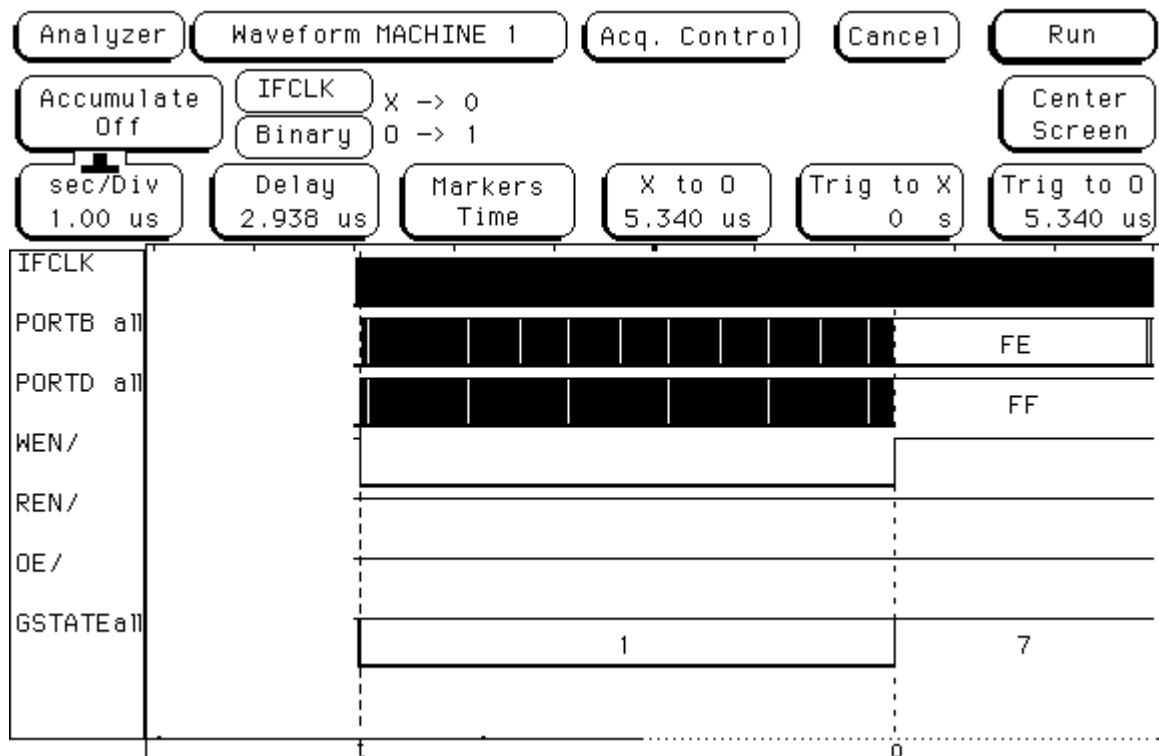 Analyzer Waveform MACHINE 1 Acq. Control Cancel Run
Accumulate Off
IFCLK X -> 0
Binary O -> 1
Center Screen
sec/Div 1.00 us
Delay 2.938 us
Markers Time
X to O 5.340 us
Trig to X 0 s
Trig to O 5.340 us
IFCLK
PORTB all FE
PORTD all FF
WEN/
REN/
OE/
GSTATEall 1 7
t O